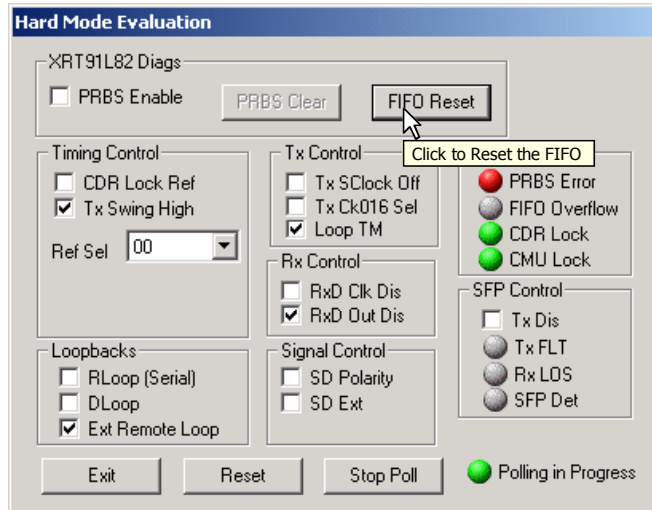 Hard Mode Evaluation
XRT91L82 Diags
PRBS Enable
PRBS Clear
FIFO Reset
Click to Reset the FIFO
Timing Control
CDR Lock Ref
Tx Swing High
Ref Sel 00
Tx Control
Tx SClock Off
Tx Ck016 Sel
Loop TM
PRBS Error
FIFO Overflow
CDR Lock
CMU Lock
Rx Control
RxD Clk Dis
RxD Out Dis
SFP Control
Tx Dis
Tx FLT
Rx LOS
SFP Det
Loopbacks
RLoop (Serial)
DLoop
Ext Remote Loop
Signal Control
SD Polarity
SD Ext
Exit
Reset
Stop Poll
Polling in Progress